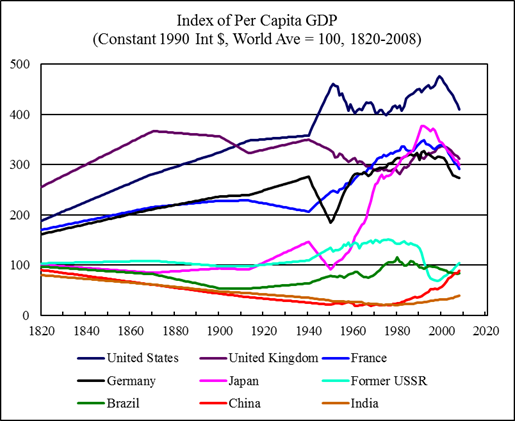 Index of Per Capita GDP
(Constant 1990 Int $, World Ave = 100, 1820-2008)
500
400
300
200
100
0
1820 1840 1860 1880 1900 1920 1940 1960 1980 2000 2020
United States United Kingdom France
Germany Japan Former USSR
Brazil China India